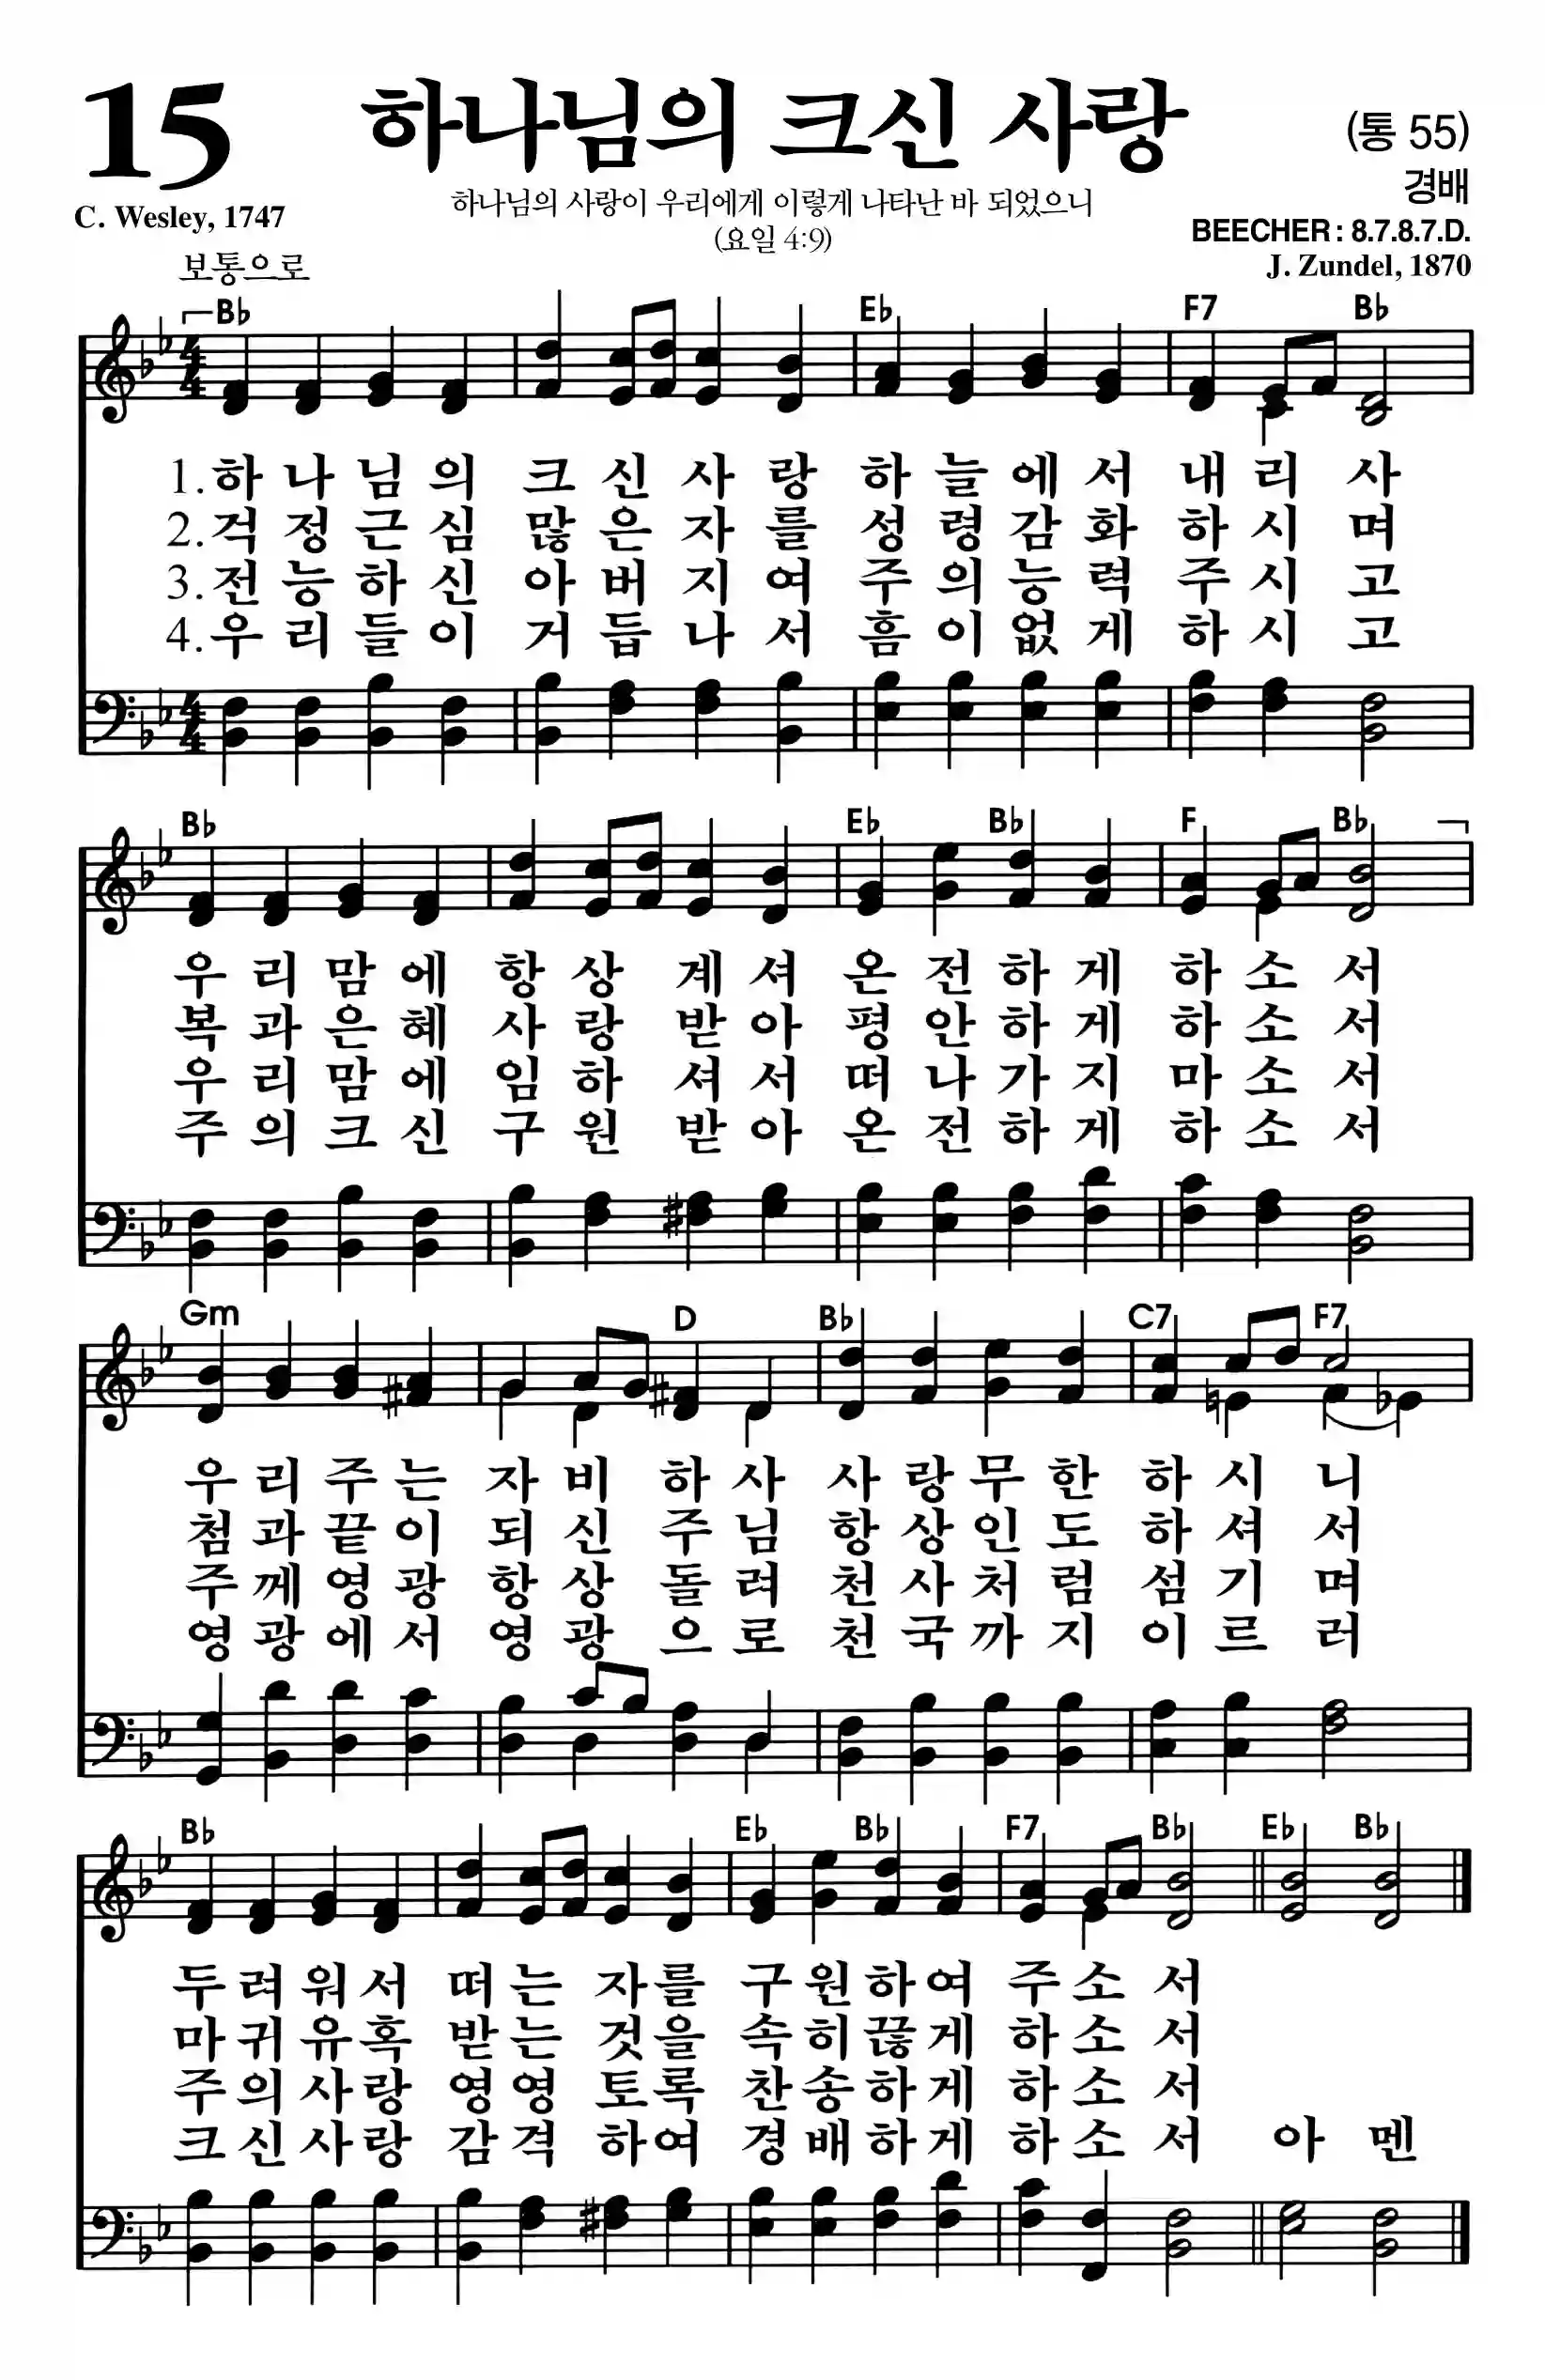 15 하나님의 크신 사랑 (통 55)
경배
하나님의 사랑이 우리에게 이렇게 나타난 바 되었으니
(요일 4:9)
C. Wesley, 1747
BEECHER : 8.7.8.7.D.
J. Zundel, 1870
보통으로
B♭ E♭ F7 B♭
4 4
1.하 나 님 의 크 신 사 랑 하 늘 에 서 내 리 사
2.걱 정 근 심 많 은 자 를 성 령 감 화 하 시 며
3.전 능 하 신 아 버 지 여 주 의 능 력 주 시 고
4.우 리 들 이 거 듭 나 서 흠 이 없 게 하 시 고
4 4
B♭ E♭ B♭ F B♭
우 리 맘 에 항 상 계 셔 온 전 하 게 하 소 서
복 과 은 혜 사 랑 받 아 평 안 하 게 하 소 서
우 리 맘 에 임 하 셔 서 떠 나 가 지 마 소 서
주 의 크 신 구 원 받 아 온 전 하 게 하 소 서
Gm D B♭ C7 F7
우 리 주 는 자 비 하 사 사 랑 무 한 하 시 니
첨 과 끝 이 되 신 주 님 항 상 인 도 하 셔 서
주 께 영 광 항 상 돌 려 천 사 처 럼 섬 기 며
영 광 에 서 영 광 으 로 천 국 까 지 이 르 러
B♭ E♭ B♭ F7 B♭ E♭ B♭
두 려 워 서 떠 는 자 를 구 원 하 여 주 소 서
마 귀 유 혹 받 는 것 을 속 히 끊 게 하 소 서
주 의 사 랑 영 영 토 록 찬 송 하 게 하 소 서
크 신 사 랑 감 격 하 여 경 배 하 게 하 소 서 아 멘